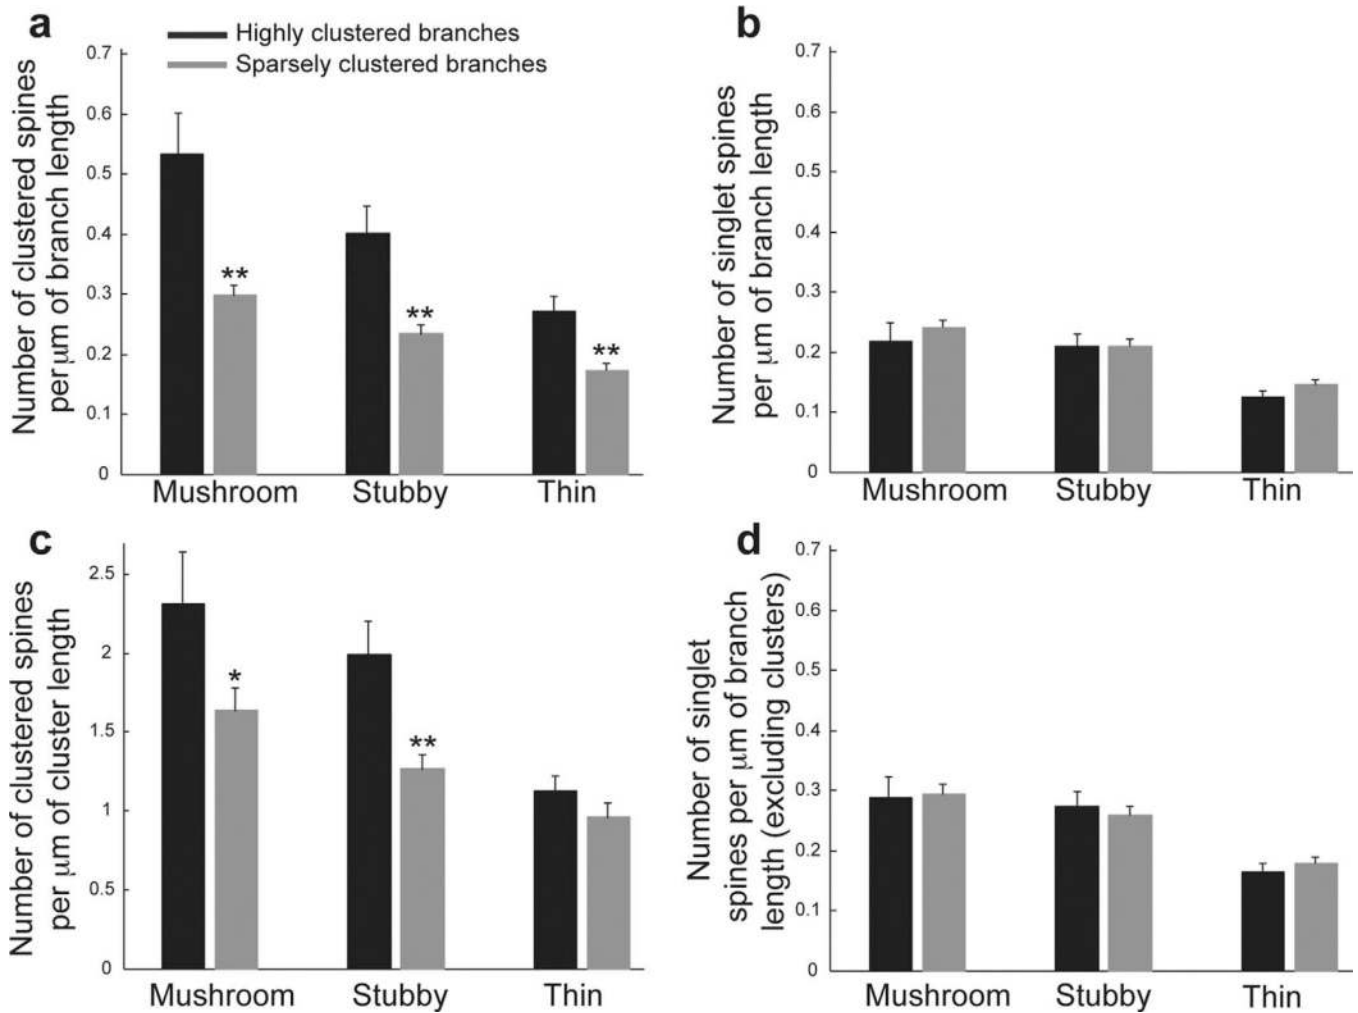 a
Highly clustered branches
Sparsely clustered branches
Number of clustered spines
per μm of branch length
0.7
0.6
0.5
0.4
0.3
0.2
0.1
0
**
**
**
Mushroom
Stubby
Thin
b
Number of singlet spines
per μm of branch length
0.7
0.6
0.5
0.4
0.3
0.2
0.1
0
Mushroom
Stubby
Thin
c
Number of clustered spines
per μm of cluster length
2.5
2
1.5
1
0.5
0
*
**
Mushroom
Stubby
Thin
d
Number of singlet
spines per μm of branch
length (excluding clusters)
0.7
0.6
0.5
0.4
0.3
0.2
0.1
0
Mushroom
Stubby
Thin